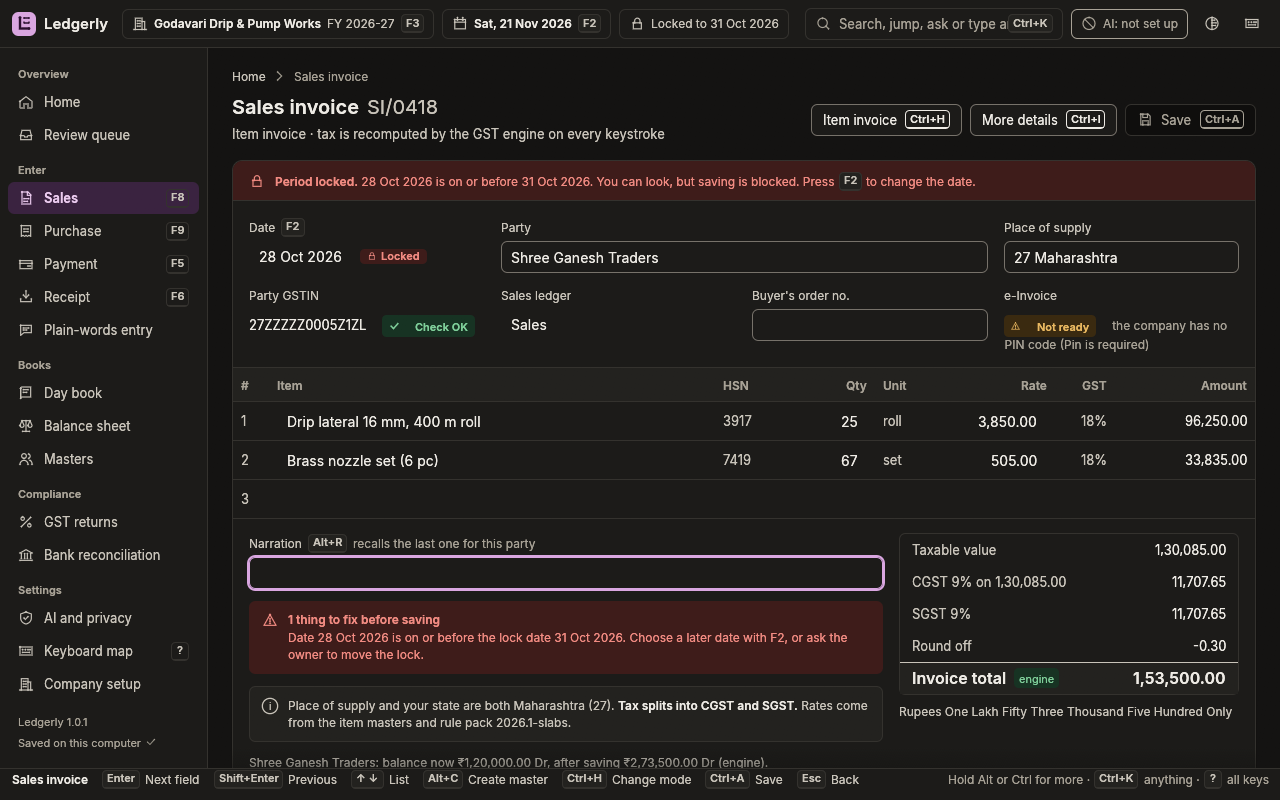 Ledgerly
Godavari Drip & Pump Works FY 2026-27 F3
Sat, 21 Nov 2026 F2
Locked to 31 Oct 2026
Search, jump, ask or type a Ctrl+K
AI: not set up
Overview
Home
Review queue
Enter
Sales F8
Purchase F9
Payment F5
Receipt F6
Plain-words entry
Books
Day book
Balance sheet
Masters
Compliance
GST returns
Bank reconciliation
Settings
AI and privacy
Keyboard map ?
Company setup
Ledgerly 1.0.1
Saved on this computer
Home Sales invoice
Sales invoice SI/0418
Item invoice · tax is recomputed by the GST engine on every keystroke
Item invoice Ctrl+H
More details Ctrl+I
Save Ctrl+A
Period locked. 28 Oct 2026 is on or before 31 Oct 2026. You can look, but saving is blocked. Press F2 to change the date.
Date F2
28 Oct 2026 Locked
Party
Shree Ganesh Traders
Place of supply
27 Maharashtra
Party GSTIN
27ZZZZZ0005Z1ZL Check OK
Sales ledger
Sales
Buyer's order no.
e-Invoice
Not ready the company has no
PIN code (Pin is required)
# Item HSN Qty Unit Rate GST Amount
1 Drip lateral 16 mm, 400 m roll 3917 25 roll 3,850.00 18% 96,250.00
2 Brass nozzle set (6 pc) 7419 67 set 505.00 18% 33,835.00
3
Narration Alt+R recalls the last one for this party
1 thing to fix before saving
Date 28 Oct 2026 is on or before the lock date 31 Oct 2026. Choose a later date with F2, or ask the
owner to move the lock.
Place of supply and your state are both Maharashtra (27). Tax splits into CGST and SGST. Rates come
from the item masters and rule pack 2026.1-slabs.
Shree Ganesh Traders: balance now ₹1,20,000.00 Dr, after saving ₹2,73,500.00 Dr (engine).
Taxable value 1,30,085.00
CGST 9% on 1,30,085.00 11,707.65
SGST 9% 11,707.65
Round off -0.30
Invoice total engine 1,53,500.00
Rupees One Lakh Fifty Three Thousand Five Hundred Only
Sales invoice Enter Next field Shift+Enter Previous ↑↓ List Alt+C Create master Ctrl+H Change mode Ctrl+A Save Esc Back Hold Alt or Ctrl for more · Ctrl+K anything · ? all keys